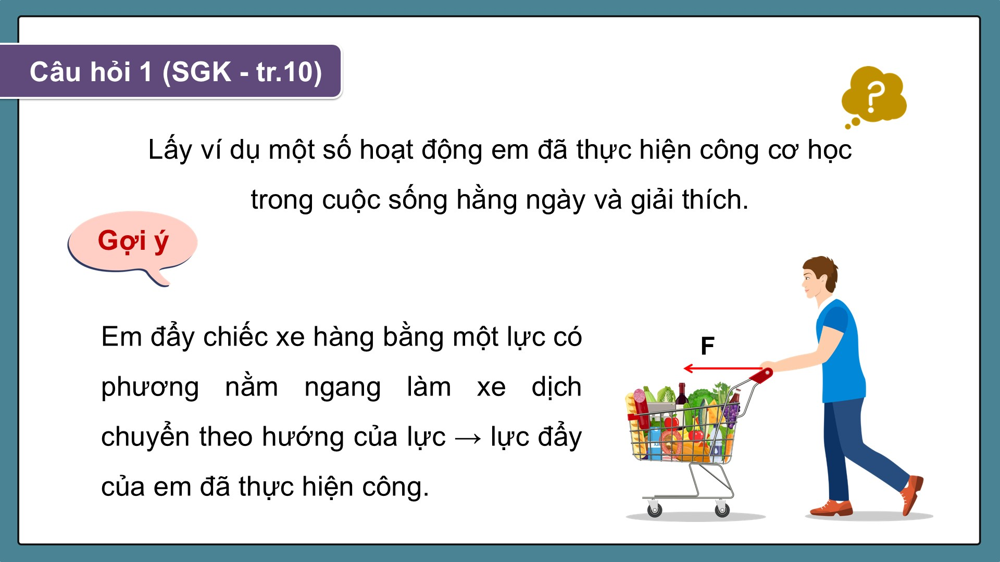 Câu hỏi 1 (SGK - tr.10)
?
Lấy ví dụ một số hoạt động em đã thực hiện công cơ học
trong cuộc sống hằng ngày và giải thích.
Gợi ý
Em đẩy chiếc xe hàng bằng một lực có
phương nằm ngang làm xe dịch
chuyển theo hướng của lực → lực đẩy
của em đã thực hiện công.
F